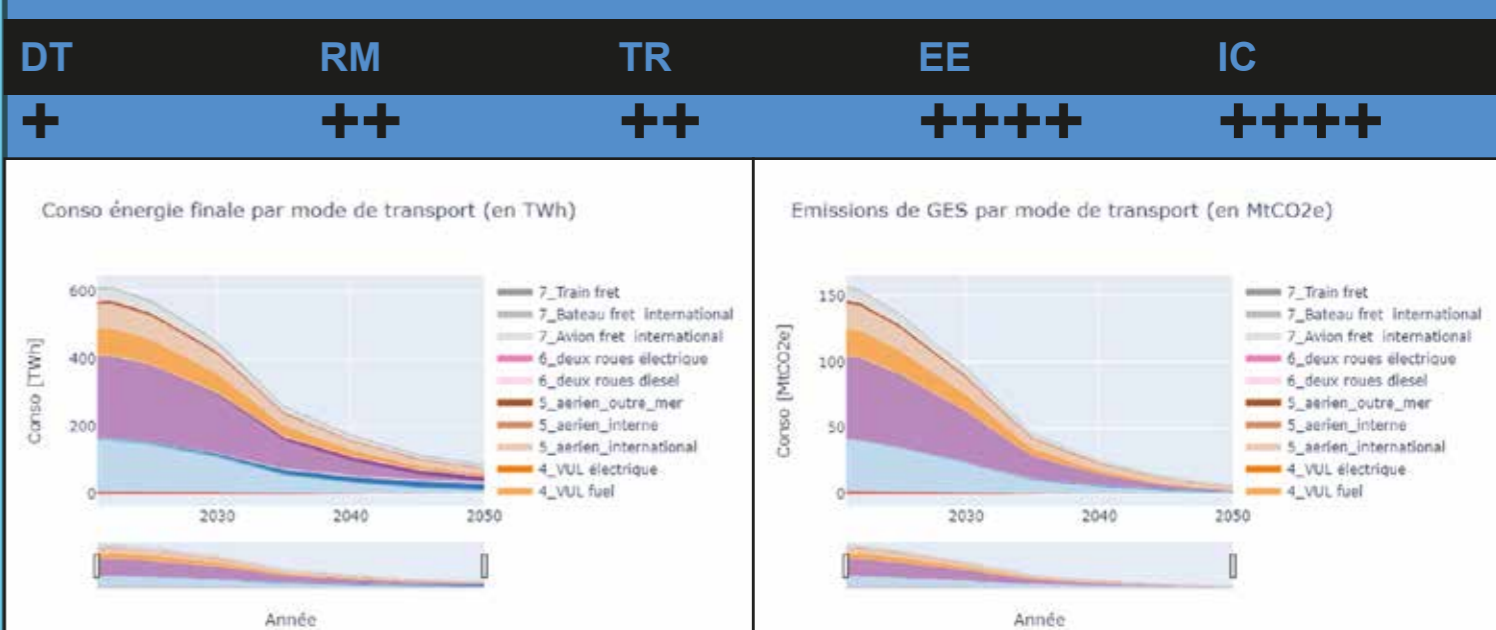 DT RM TR EE IC
+ ++ ++ ++++ ++++
Conso énergie finale par mode de transport (en TWh)
600
400
200
0
Conso [TWh]
2030 2040 2050
Année
7_Train fret
7_Bateau fret international
7_Avion fret international
6_deux roues électrique
6_deux roues diesel
5_aerien_outre_mer
5_aerien_interne
5_aerien_international
4_VUL électrique
4_VUL fuel
Emissions de GES par mode de transport (en MtCO2e)
150
100
50
0
Conso [MtCO2e]
2030 2040 2050
Année
7_Train fret
7_Bateau fret international
7_Avion fret international
6_deux roues électrique
6_deux roues diesel
5_aerien_outre_mer
5_aerien_interne
5_aerien_international
4_VUL électrique
4_VUL fuel